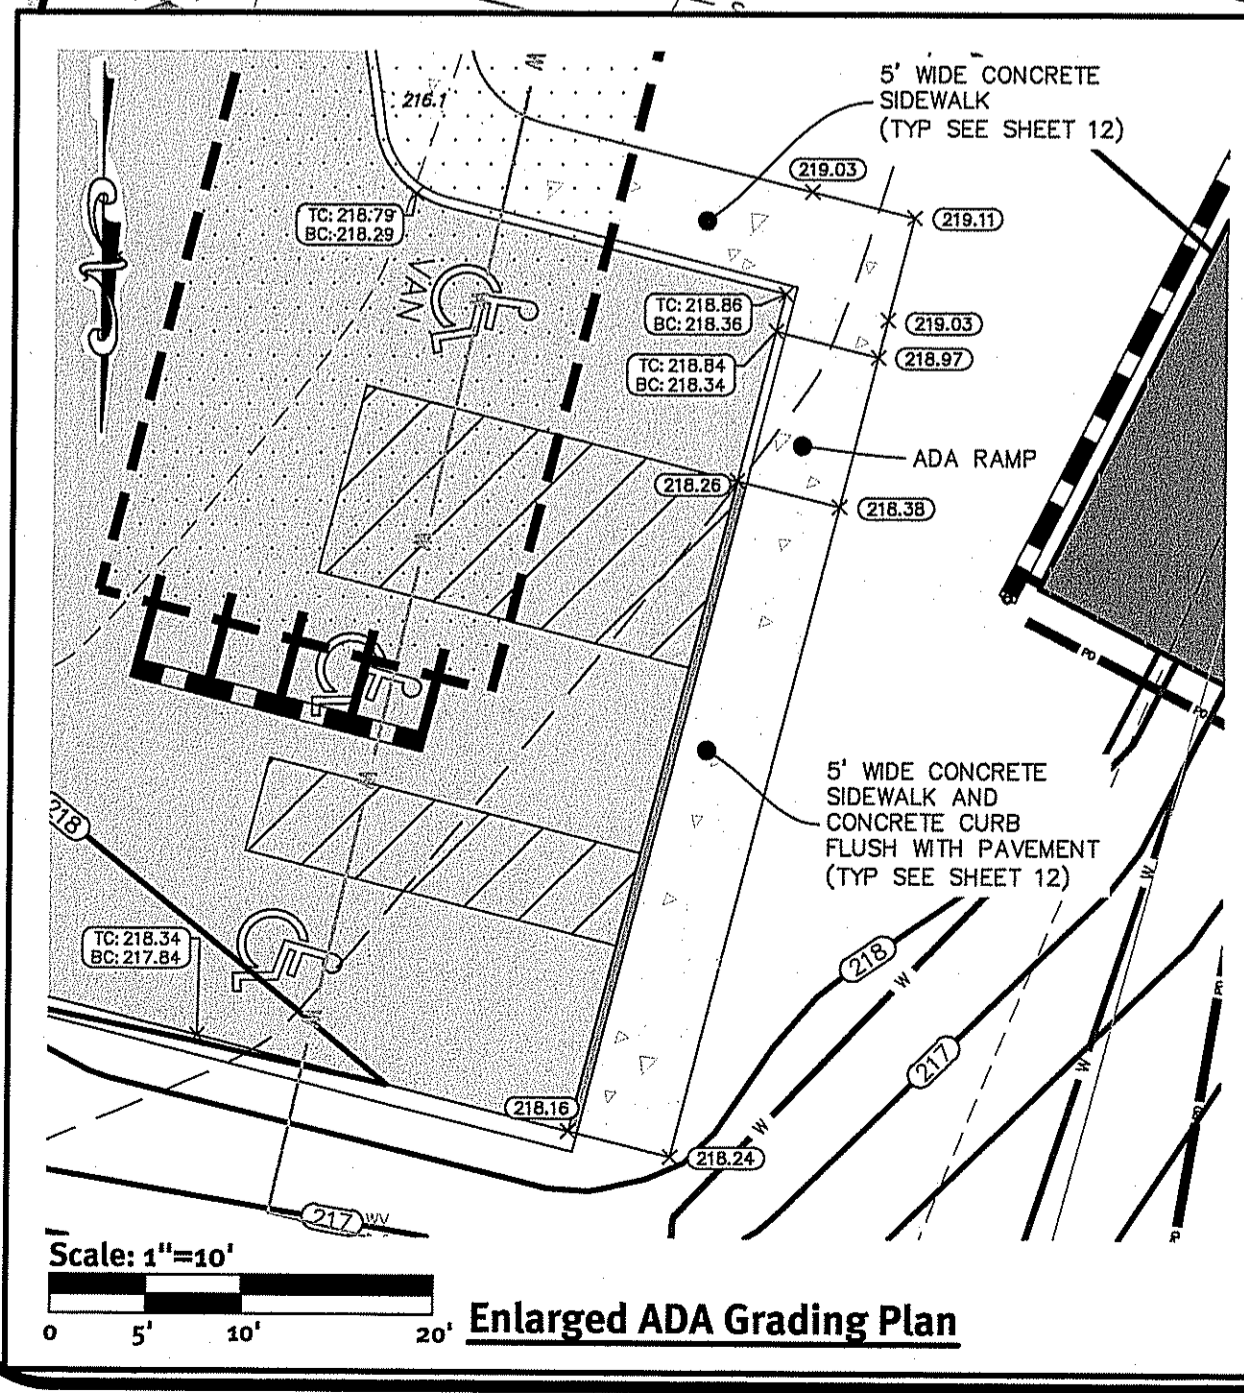 5' WIDE CONCRETE
SIDEWALK
(TYP SEE SHEET 12)
216.1
219.03
219.11
TC: 218.79
BC: 218.29
VAN
TC: 218.86
BC: 218.36
219.03
TC: 218.84
BC: 218.34
218.97
ADA RAMP
218.26
218.38
PD
PD
5' WIDE CONCRETE
SIDEWALK AND
CONCRETE CURB
FLUSH WITH PAVEMENT
(TYP SEE SHEET 12)
218
W
TC: 218.34
BC: 217.84
218
W
217
W
218.16
W
218.24
217
WV
Scale: 1"=10'
0 5' 10' 20'
Enlarged ADA Grading Plan